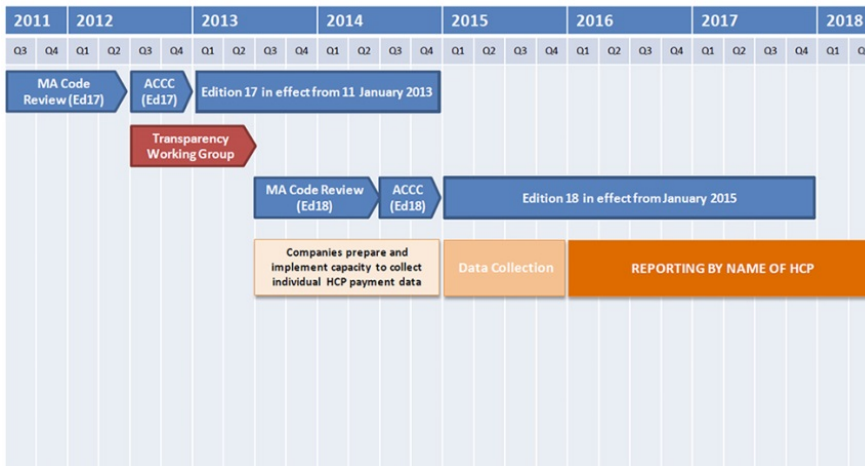 2011 2012 2013 2014 2015 2016 2017 2018
Q3 Q4 Q1 Q2 Q3 Q4 Q1 Q2 Q3 Q4 Q1 Q2 Q3 Q4 Q1 Q2 Q3 Q4 Q1 Q2 Q3 Q4 Q1 Q2 Q3 Q4 Q1 Q2
MA Code
Review (Ed17)
ACCC
(Ed17)
Edition 17 in effect from 11 January 2013
Transparency
Working Group
MA Code Review
(Ed18)
ACCC
(Ed18)
Edition 18 in effect from January 2015
Companies prepare and
implement capacity to collect
individual HCP payment data
Data Collection
REPORTING BY NAME OF HCP